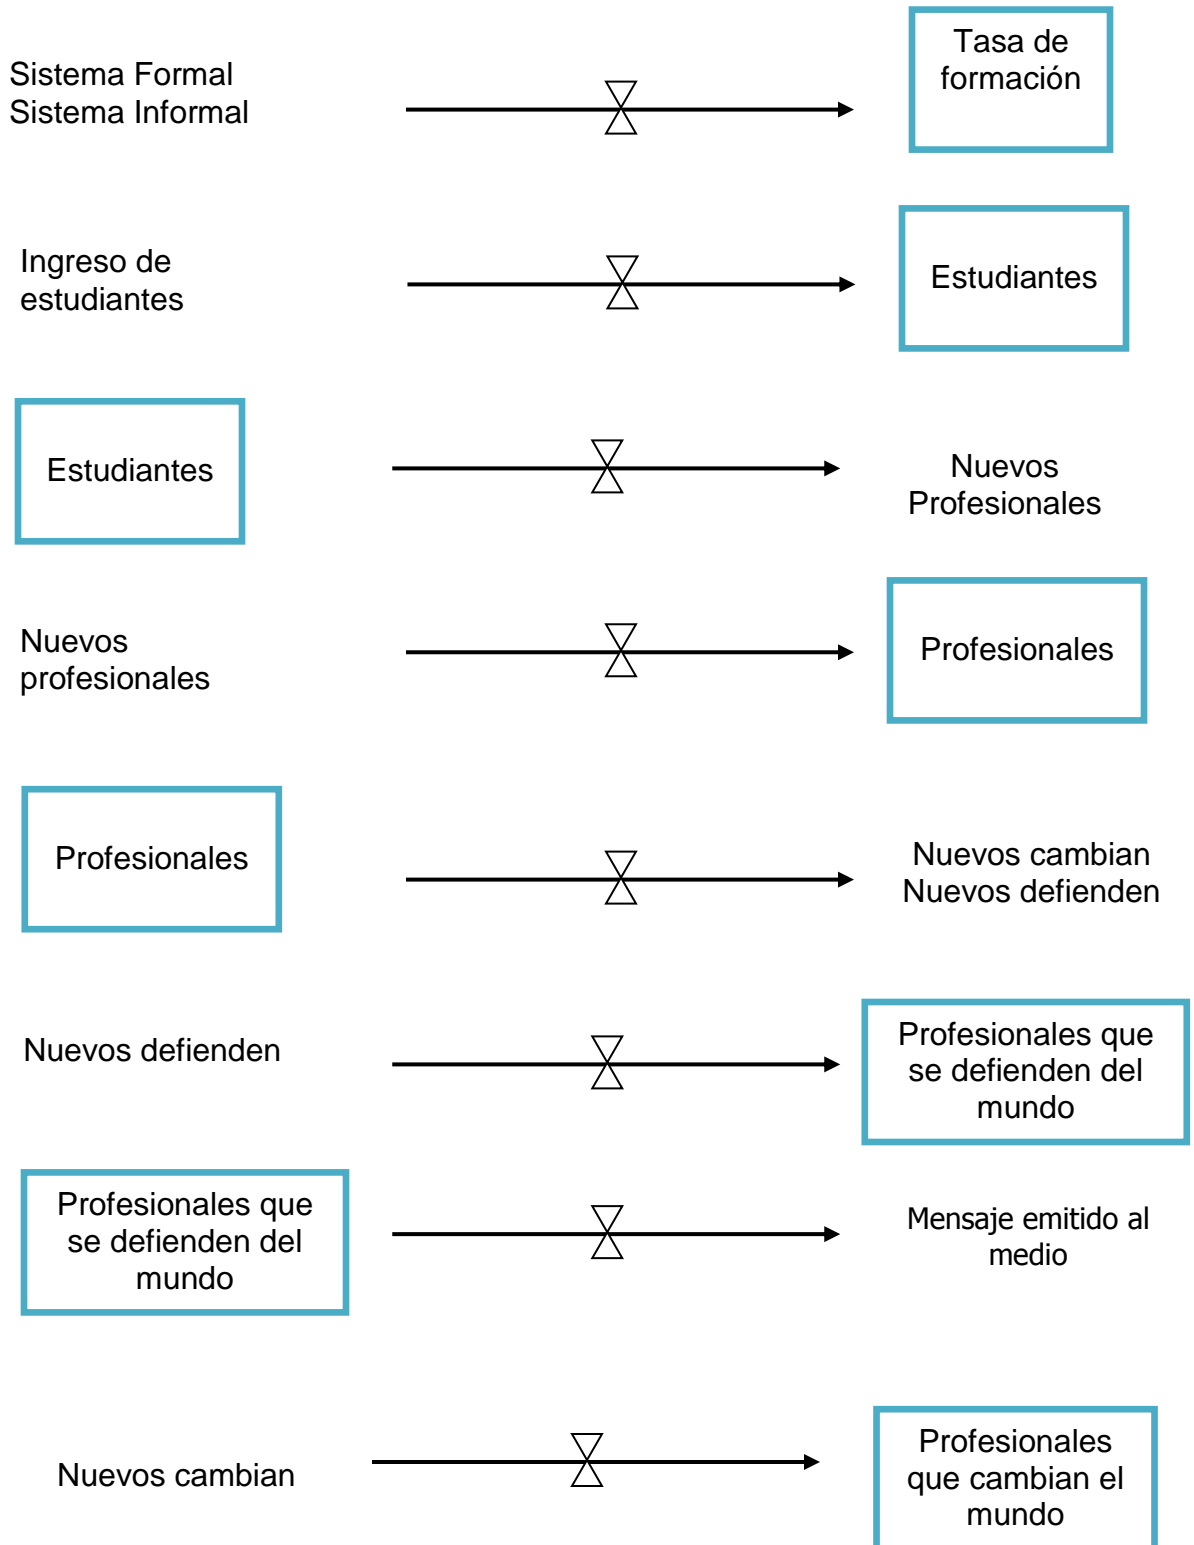 Sistema Formal
Sistema Informal
Tasa de
formación
Ingreso de
estudiantes
Estudiantes
Estudiantes
Nuevos
Profesionales
Nuevos
profesionales
Profesionales
Profesionales
Nuevos cambian
Nuevos defienden
Nuevos defienden
Profesionales que
se defienden del
mundo
Profesionales que
se defienden del
mundo
Mensaje emitido al
medio
Nuevos cambian
Profesionales
que cambian el
mundo